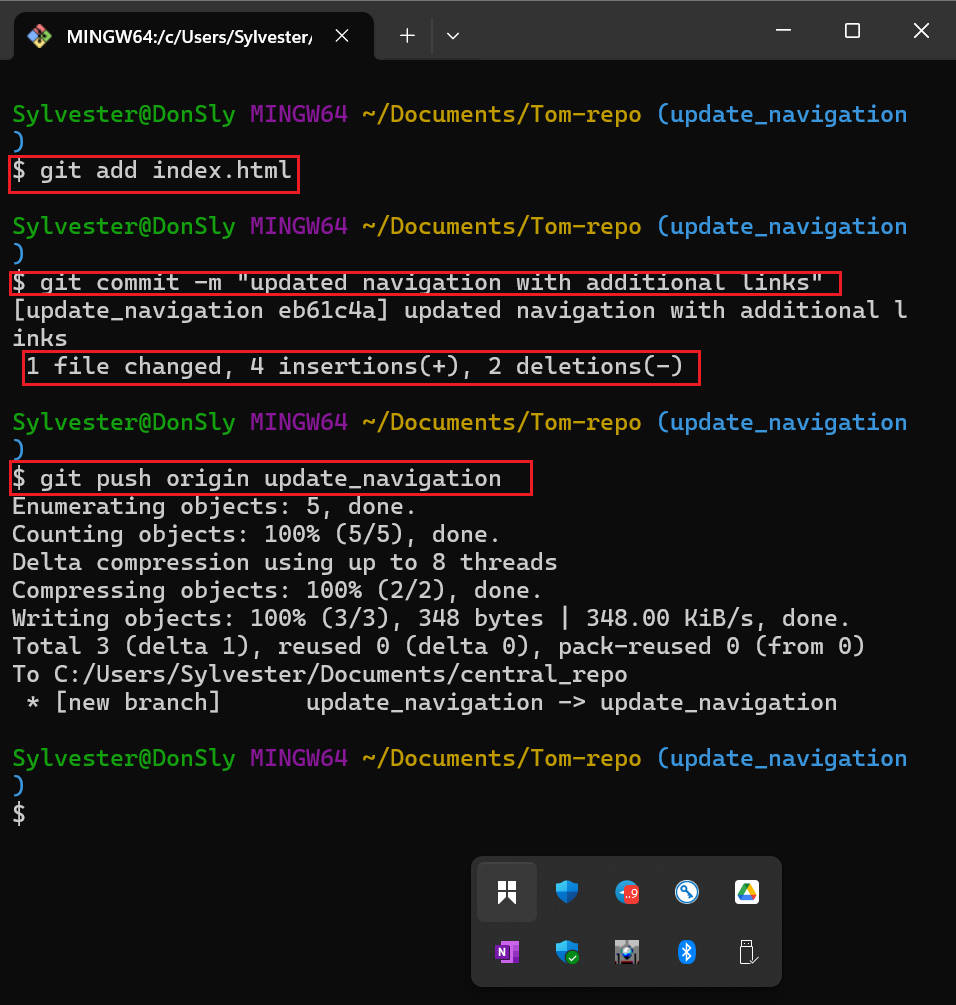 MINGW64:/c/Users/Sylvester/
Sylvester@DonSly MINGW64 ~/Documents/Tom-repo (update_navigation
)
$ git add index.html
Sylvester@DonSly MINGW64 ~/Documents/Tom-repo (update_navigation
)
$ git commit -m "updated navigation with additional links"
[update_navigation eb61c4a] updated navigation with additional l
inks
 1 file changed, 4 insertions(+), 2 deletions(-)
Sylvester@DonSly MINGW64 ~/Documents/Tom-repo (update_navigation
)
$ git push origin update_navigation
Enumerating objects: 5, done.
Counting objects: 100% (5/5), done.
Delta compression using up to 8 threads
Compressing objects: 100% (2/2), done.
Writing objects: 100% (3/3), 348 bytes | 348.00 KiB/s, done.
Total 3 (delta 1), reused 0 (delta 0), pack-reused 0 (from 0)
To C:/Users/Sylvester/Documents/central_repo
 * [new branch]      update_navigation -> update_navigation
Sylvester@DonSly MINGW64 ~/Documents/Tom-repo (update_navigation
)
$
..9
N